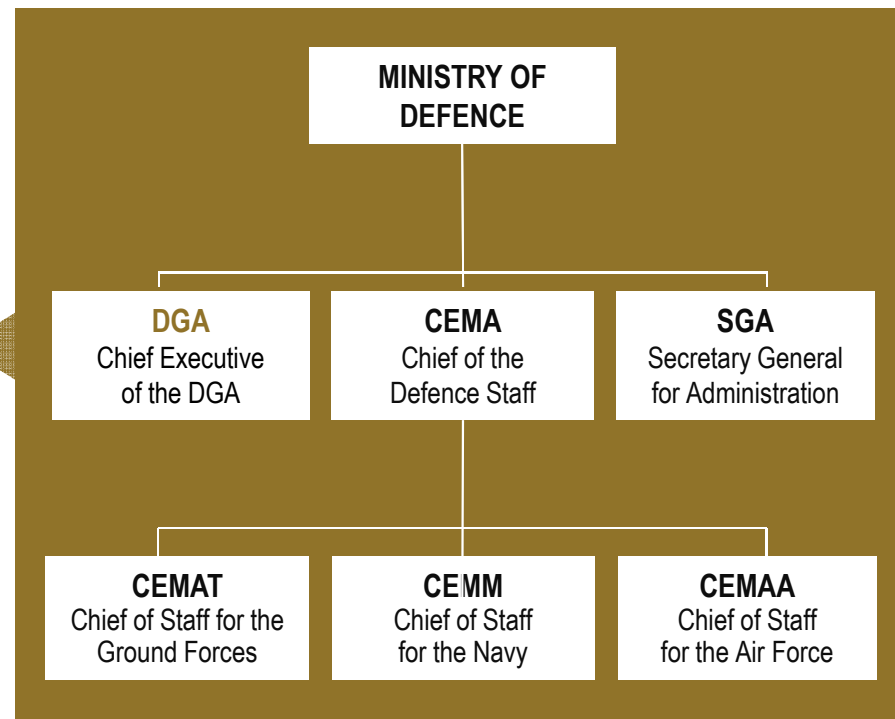 MINISTRY OF
DEFENCE
DGA
Chief Executive
of the DGA
CEMA
Chief of the
Defence Staff
SGA
Secretary General
for Administration
CEMAT
Chief of Staff for the
Ground Forces
CEMM
Chief of Staff
for the Navy
CEMAA
Chief of Staff
for the Air Force